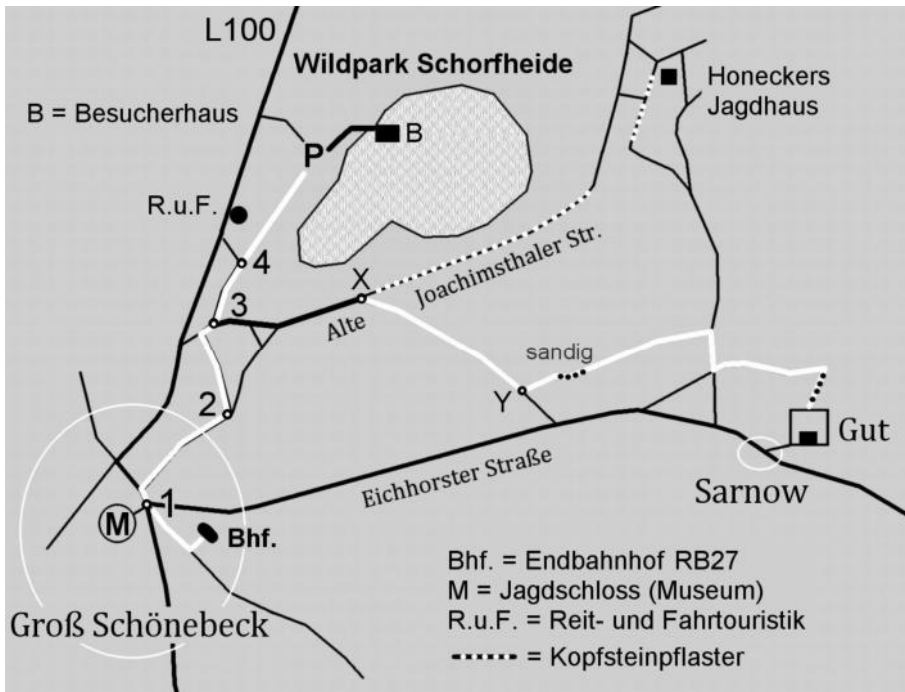 L100
Wildpark Schorfheide
Honeckers
Jagdhaus
B = Besucherhaus
B
P
R.u.F.
4
X
Joachimsthaler Str.
3
Alte
sandig
2
Y
Gut
Eichhorster Straße
Sarnow
1
M
Bhf.
Bhf. = Endbahnhof RB27
M = Jagdschloss (Museum)
R.u.F. = Reit- und Fahrtouristik
= Kopfsteinpflaster
Groß Schönebeck